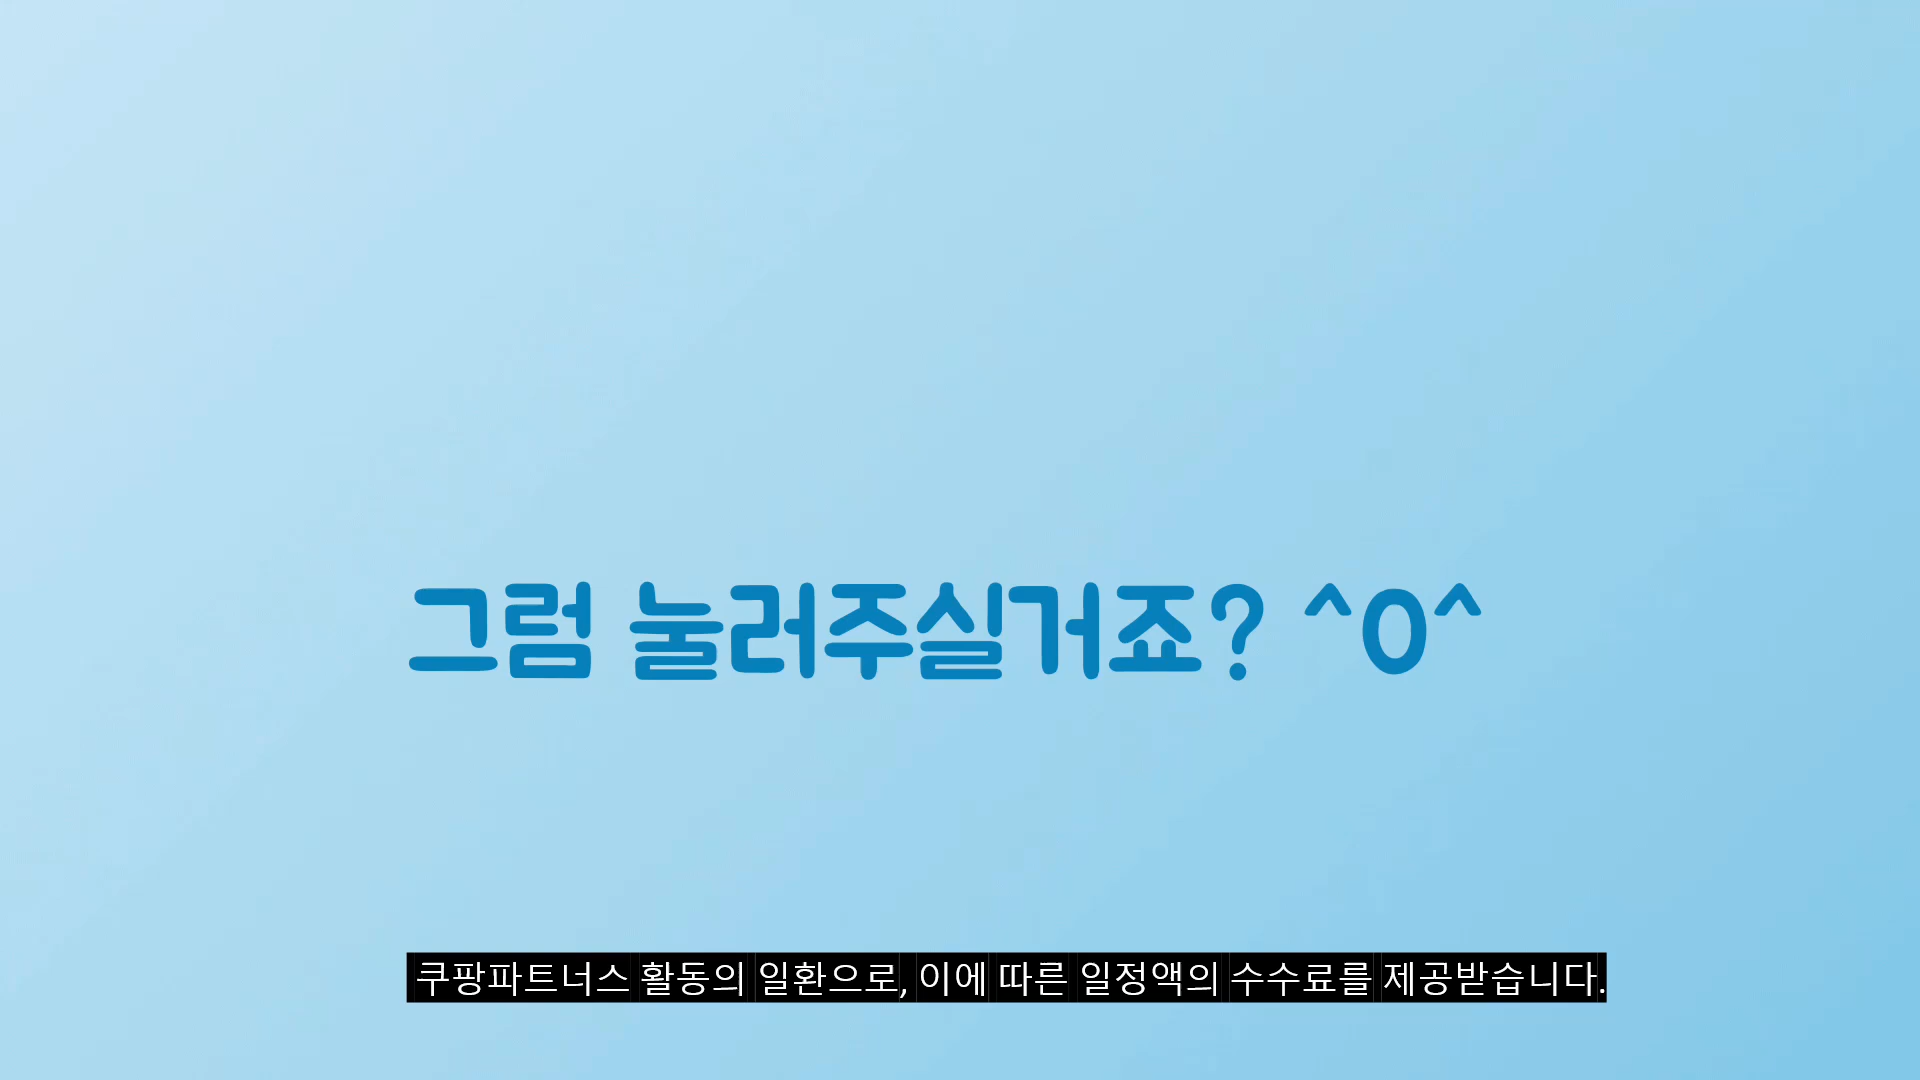 그럼 눌러주실거죠? ^0^
쿠팡파트너스 활동의 일환으로, 이에 따른 일정액의 수수료를 제공받습니다.